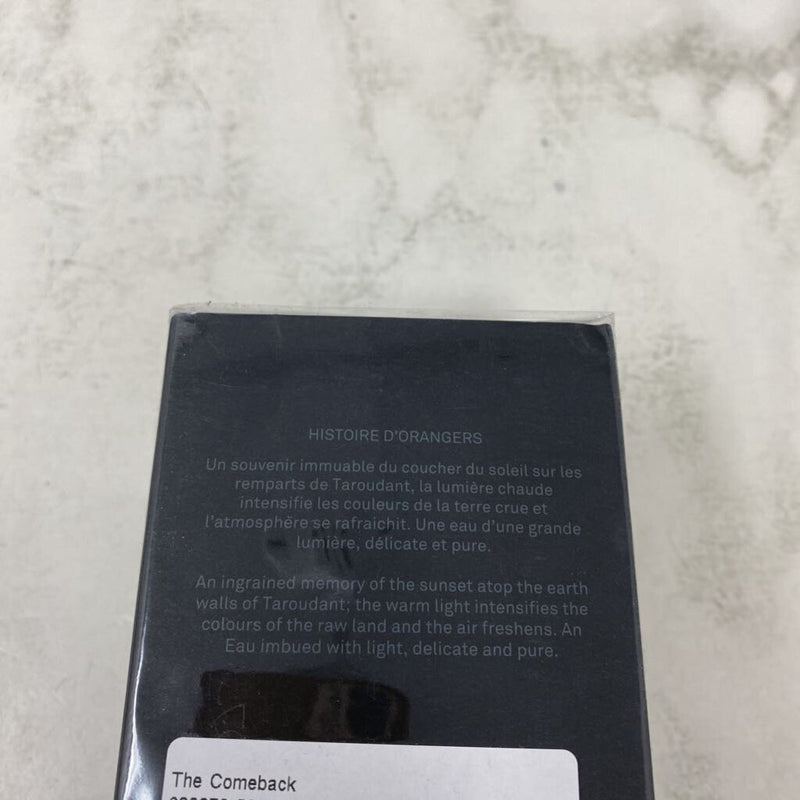 HISTOIRE D'ORANGERS
Un souvenir immuable du coucher du soleil sur les
remparts de Taroudant, la lumière chaude
intensifie les couleurs de la terre crue et
l'atmosphère se rafraichit. Une eau d'une grande
lumière, délicate et pure.
An ingrained memory of the sunset atop the earth
walls of Taroudant; the warm light intensifies the
colours of the raw land and the air freshens. An
Eau imbued with light, delicate and pure.
The Comeback